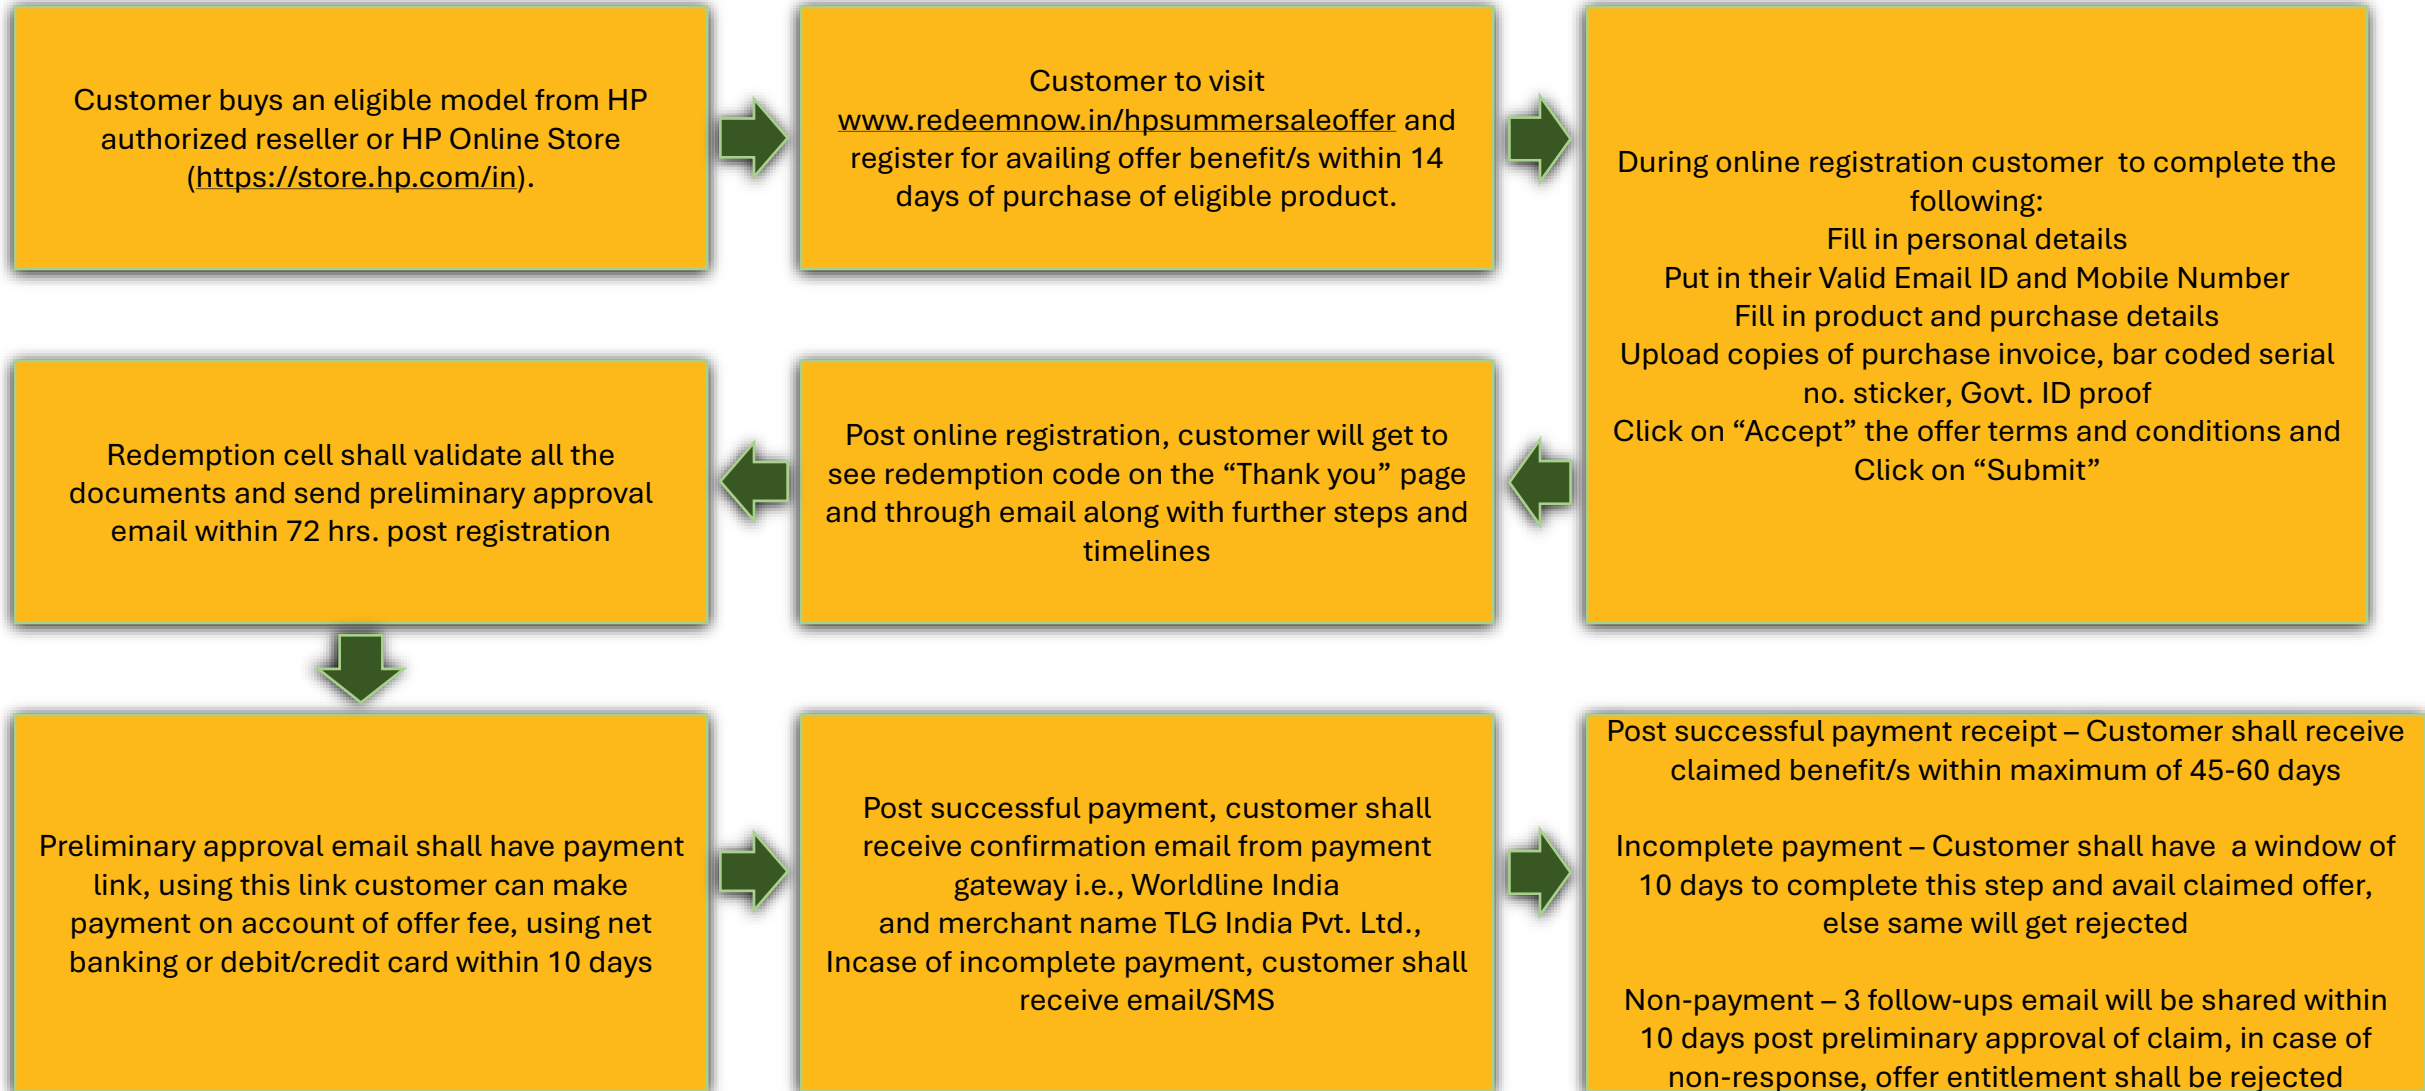 Customer buys an eligible model from HP
authorized reseller or HP Online Store
(https://store.hp.com/in).
Customer to visit
www.redeemnow.in/hpsummersaleoffer and
register for availing offer benefit/s within 14
days of purchase of eligible product.
During online registration customer  to complete the
following:
Fill in personal details
Put in their Valid Email ID and Mobile Number
Fill in product and purchase details
Upload copies of purchase invoice, bar coded serial
no. sticker, Govt. ID proof
Click on “Accept” the offer terms and conditions and
Click on “Submit”
Post online registration, customer will get to
see redemption code on the “Thank you” page
and through email along with further steps and
timelines
Redemption cell shall validate all the
documents and send preliminary approval
email within 72 hrs. post registration
Preliminary approval email shall have payment
link, using this link customer can make
payment on account of offer fee, using net
banking or debit/credit card within 10 days
Post successful payment, customer shall
receive confirmation email from payment
gateway i.e., Worldline India
and merchant name TLG India Pvt. Ltd.,
Incase of incomplete payment, customer shall
receive email/SMS
Post successful payment receipt – Customer shall receive
claimed benefit/s within maximum of 45-60 days
Incomplete payment – Customer shall have  a window of
10 days to complete this step and avail claimed offer,
else same will get rejected
Non-payment – 3 follow-ups email will be shared within
10 days post preliminary approval of claim, in case of
non-response, offer entitlement shall be rejected